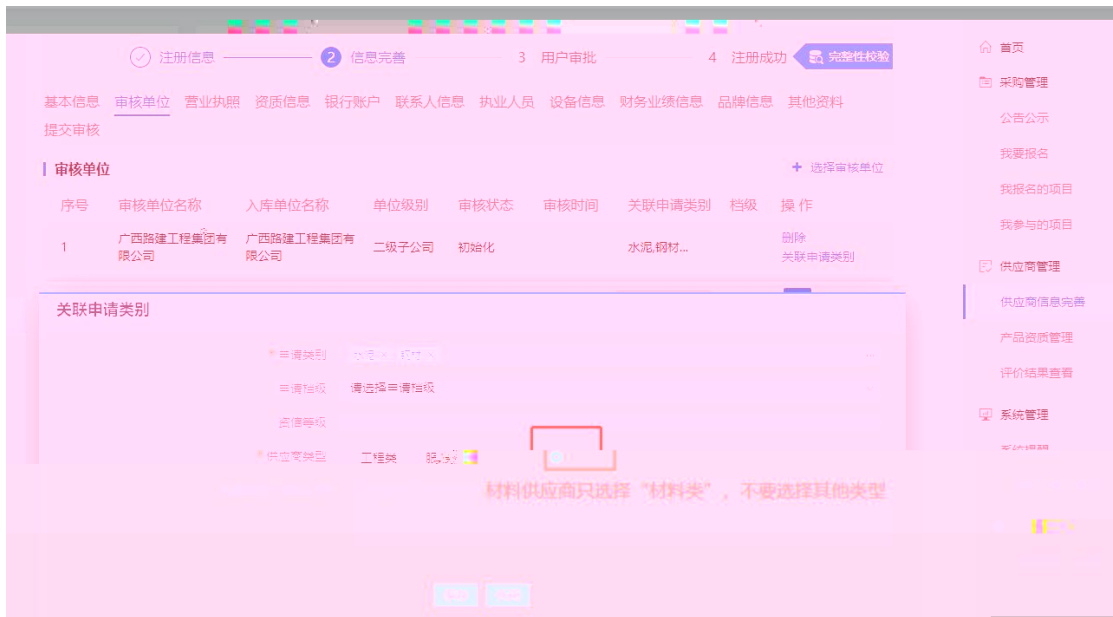 注册信息 2 信息完善 3 用户审批 4 注册成功 完整性校验
基本信息 审核单位 营业执照 资质信息 银行账户 联系人信息 执业人员 设备信息 财务业绩信息 品牌信息 其他资料
提交审核
审核单位
+ 选择审核单位
序号 审核单位名称 入库单位名称 单位级别 审核状态 审核时间 关联申请类别 档级 操作
1 广西路建工程集团有限公司 广西路建工程集团有限公司 二级子公司 初始化 水泥,钢材... 删除
关联申请类别
关联申请类别
*申请类别 水泥 × 钢材 ×
申请档级 请选择申请档级
资信等级
*供应商类型 工程类
材料供应商只选择“材料类”，不要选择其他类型
首页
采购管理
公告公示
我要报名
我报名的项目
我参与的项目
供应商管理
供应商信息完善
产品资质管理
评价结果查看
系统管理